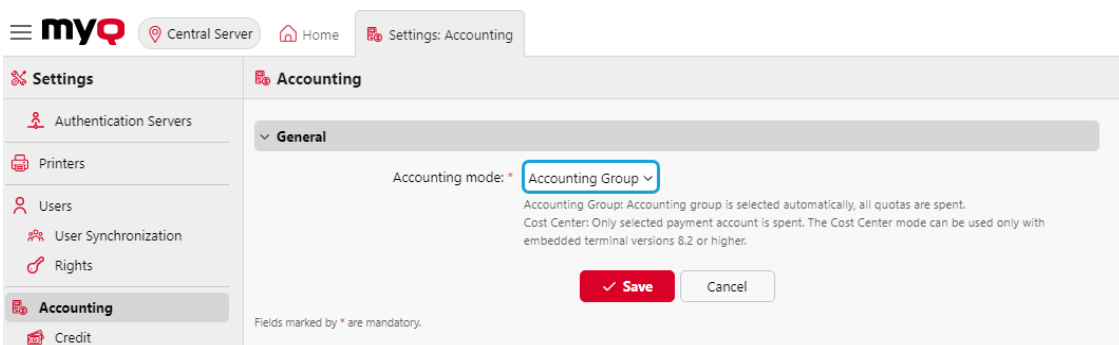 myQ
Central Server
Home
Settings: Accounting
Settings
Authentication Servers
Printers
Users
User Synchronization
Rights
Accounting
Credit
Accounting
General
Accounting mode: * Accounting Group
Accounting Group: Accounting group is selected automatically, all quotas are spent.
Cost Center: Only selected payment account is spent. The Cost Center mode can be used only with
embedded terminal versions 8.2 or higher.
Save
Cancel
Fields marked by * are mandatory.